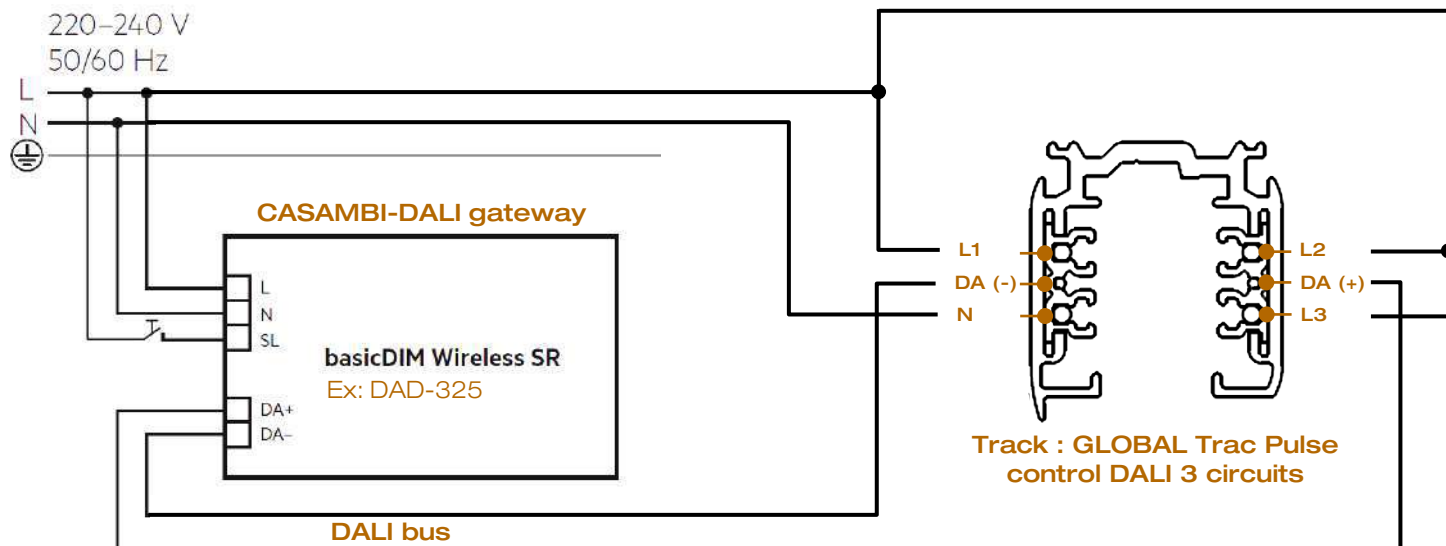 220–240 V
50/60 Hz
L
N
CASAMBI-DALI gateway
L
N
SL
basicDIM Wireless SR
Ex: DAD-325
DA+
DA-
DALI bus
L1
DA (-)
N
L2
DA (+)
L3
Track : GLOBAL Trac Pulse
control DALI 3 circuits